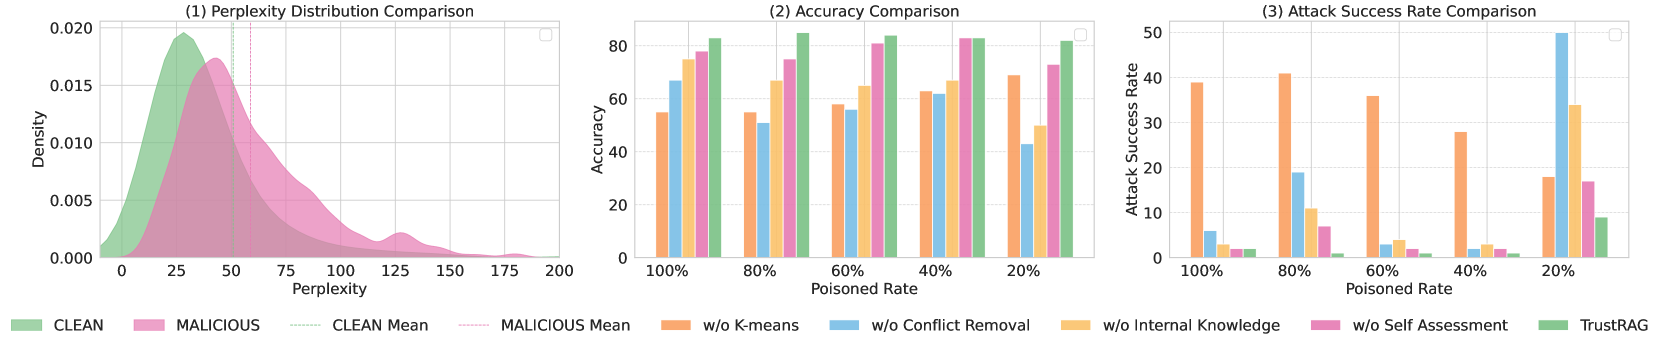 (1) Perplexity Distribution Comparison
Density
0.020
0.015
0.010
0.005
0.000
0 25 50 75 100 125 150 175 200
Perplexity
(2) Accuracy Comparison
Accuracy
80
60
40
20
0
100% 80% 60% 40% 20%
Poisoned Rate
(3) Attack Success Rate Comparison
Attack Success Rate
50
40
30
20
10
0
100% 80% 60% 40% 20%
Poisoned Rate
CLEAN MALICIOUS CLEAN Mean MALICIOUS Mean w/o K-means w/o Conflict Removal w/o Internal Knowledge w/o Self Assessment TrustRAG